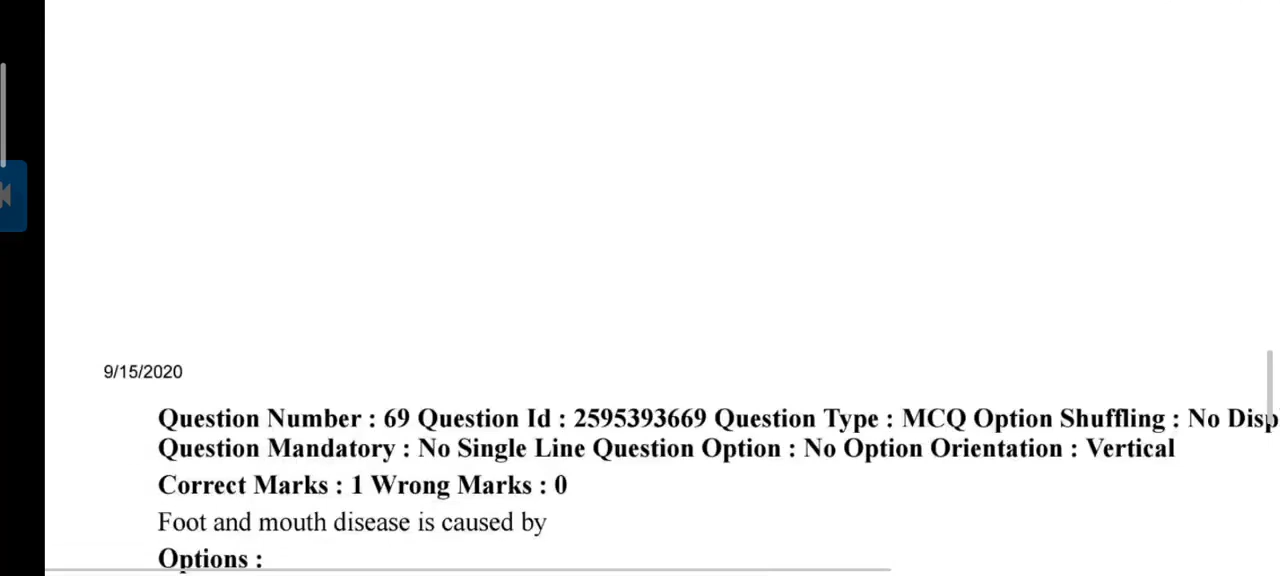 9/15/2020
Question Number : 69 Question Id : 2595393669 Question Type : MCQ Option Shuffling : No Disp
Question Mandatory : No Single Line Question Option : No Option Orientation : Vertical
Correct Marks : 1 Wrong Marks : 0
Foot and mouth disease is caused by
Options :